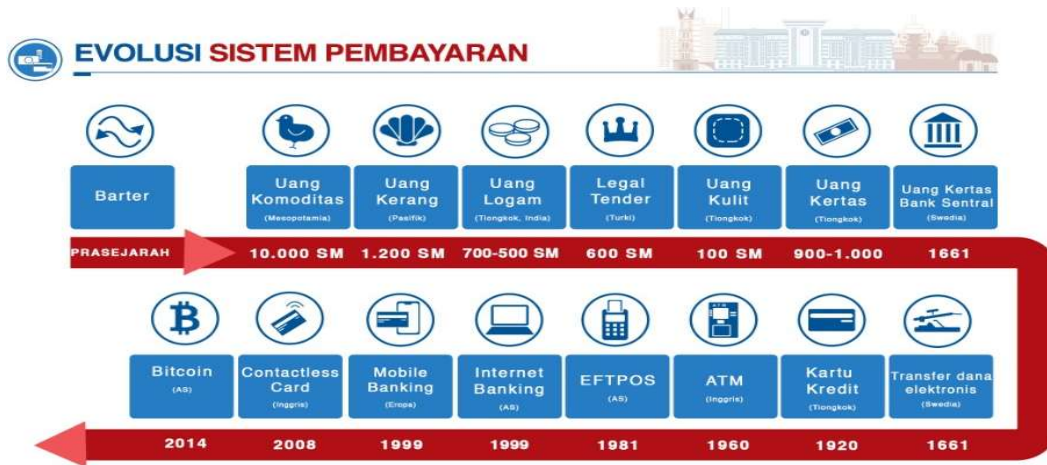 EVOLUSI SISTEM PEMBAYARAN
Barter
Uang
Komoditas
(Mesopotamia)
Uang
Kerang
(Pasifik)
Uang
Logam
(Tiongkok, India)
Legal
Tender
(Turki)
Uang
Kulit
(Tiongkok)
Uang
Kertas
(Tiongkok)
Uang Kertas
Bank Sentral
(Swedia)
PRASEJARAH
10.000 SM
1.200 SM
700-500 SM
600 SM
100 SM
900-1.000
1661
ATM
Bitcoin
(AS)
Contactless
Card
(Inggris)
Mobile
Banking
(Eropa)
Internet
Banking
(AS)
EFTPOS
(AS)
ATM
(Inggris)
Kartu
Kredit
(Tiongkok)
Transfer dana
elektronis
(Swedia)
2014
2008
1999
1999
1981
1960
1920
1661